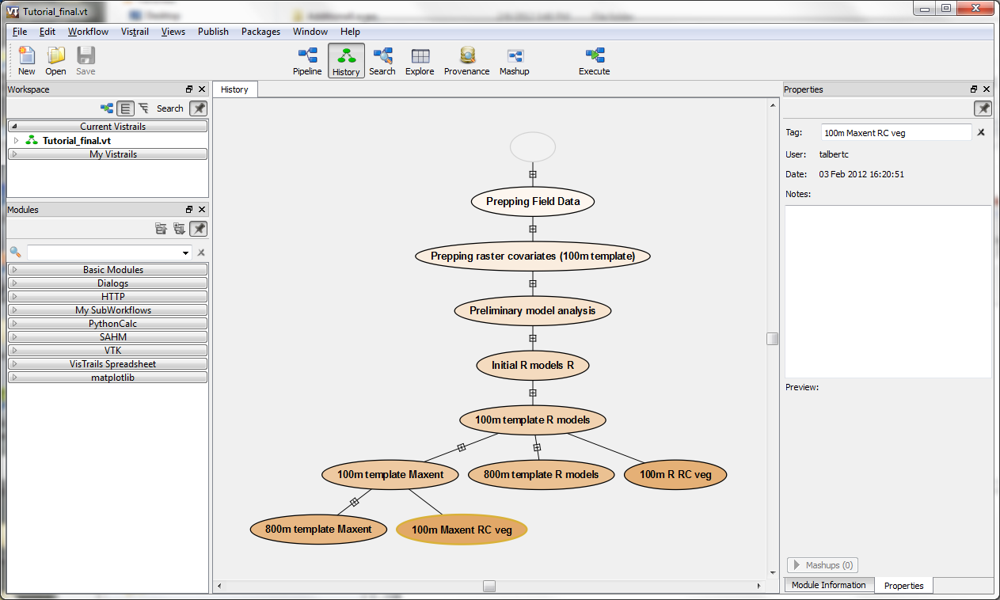 Tutorial_final.vt
File Edit Workflow Vistrail Views Publish Packages Window Help
New Open Save Pipeline History Search Explore Provenance Mashup Execute
Workspace
Search
Current Vistrails
Tutorial_final.vt
My Vistrails
Modules
Basic Modules
Dialogs
HTTP
My SubWorkflows
PythonCalc
SAHM
VTK
VisTrails Spreadsheet
matplotlib
History
Prepping Field Data
Prepping raster covariates (100m template)
Preliminary model analysis
Initial R models R
100m template R models
100m template Maxent 800m template R models 100m R RC veg
800m template Maxent 100m Maxent RC veg
Properties
Tag: 100m Maxent RC veg
User: talbertc
Date: 03 Feb 2012 16:20:51
Notes:
Preview:
Mashups (0)
Module Information Properties